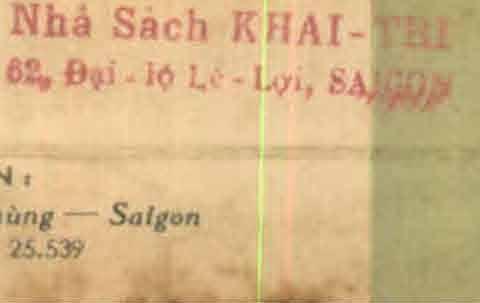 Nhà Sách KHAI-TRI
62, Đại-lộ Lê-Lợi, SAIGON
N :
hùng — Saigon
25.539